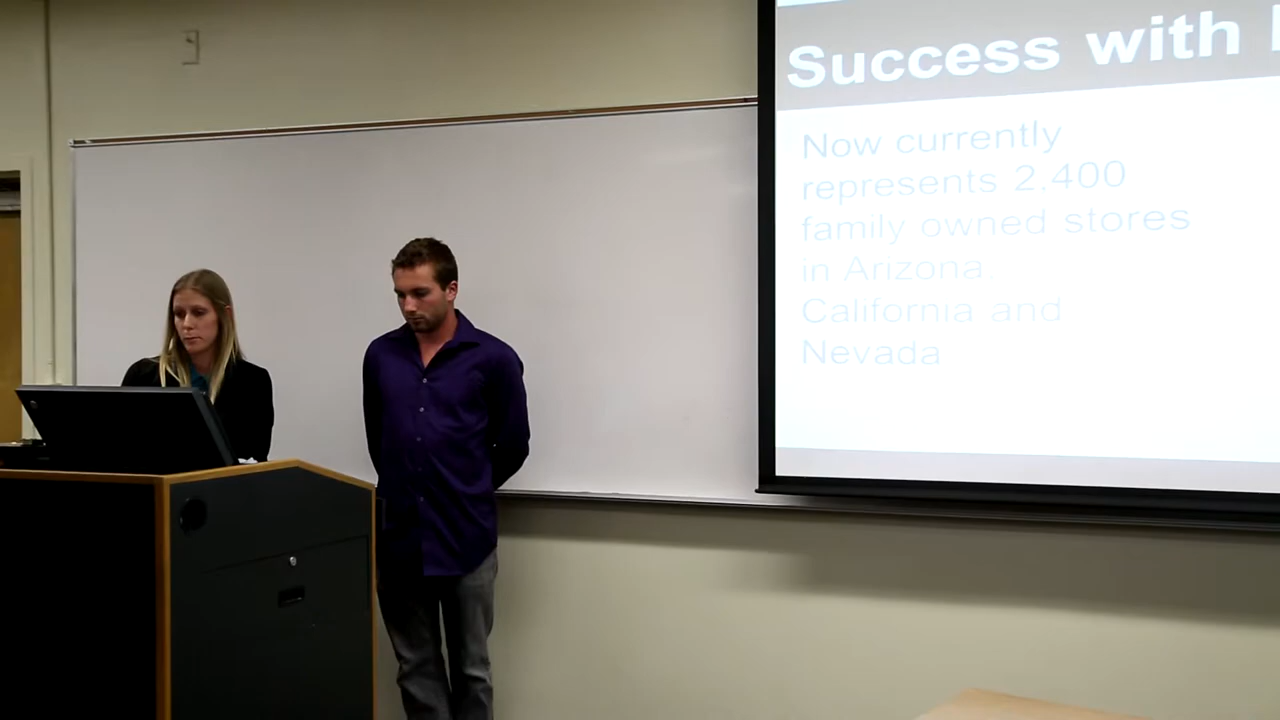 Success with
Now currently
represents 2.400
family owned stores
in Arizona
California and
Nevada